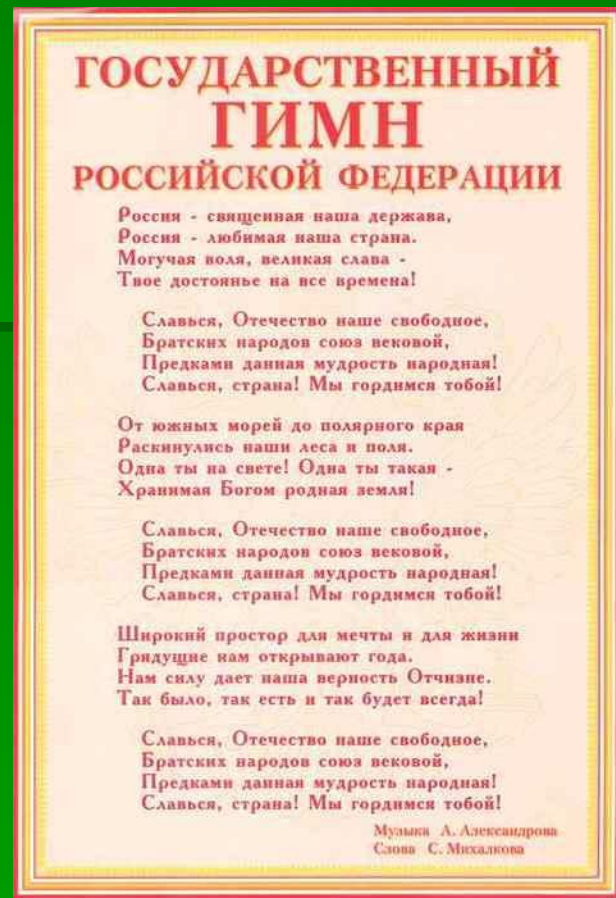 ГОСУДАРСТВЕННЫЙ
ГИМН
РОССИЙСКОЙ ФЕДЕРАЦИИ
Россия - священная наша держава,
Россия - любимая наша страна.
Могучая воля, великая слава -
Твое достоянье на все времена!
Славься, Отечество наше свободное,
Братских народов союз вековой,
Предками данная мудрость народная!
Славься, страна! Мы гордимся тобой!
От южных морей до полярного края
Раскинулись наши леса и поля.
Одна ты на свете! Одна ты такая -
Хранимая Богом родная земля!
Славься, Отечество наше свободное,
Братских народов союз вековой,
Предками данная мудрость народная!
Славься, страна! Мы гордимся тобой!
Широкий простор для мечты и для жизни
Грядущие нам открывают года.
Нам силу дает наша верность Отчизне.
Так было, так есть и так будет всегда!
Славься, Отечество наше свободное,
Братских народов союз вековой,
Предками данная мудрость народная!
Славься, страна! Мы гордимся тобой!
Музыка А. Александрова
Слова С. Михалкова